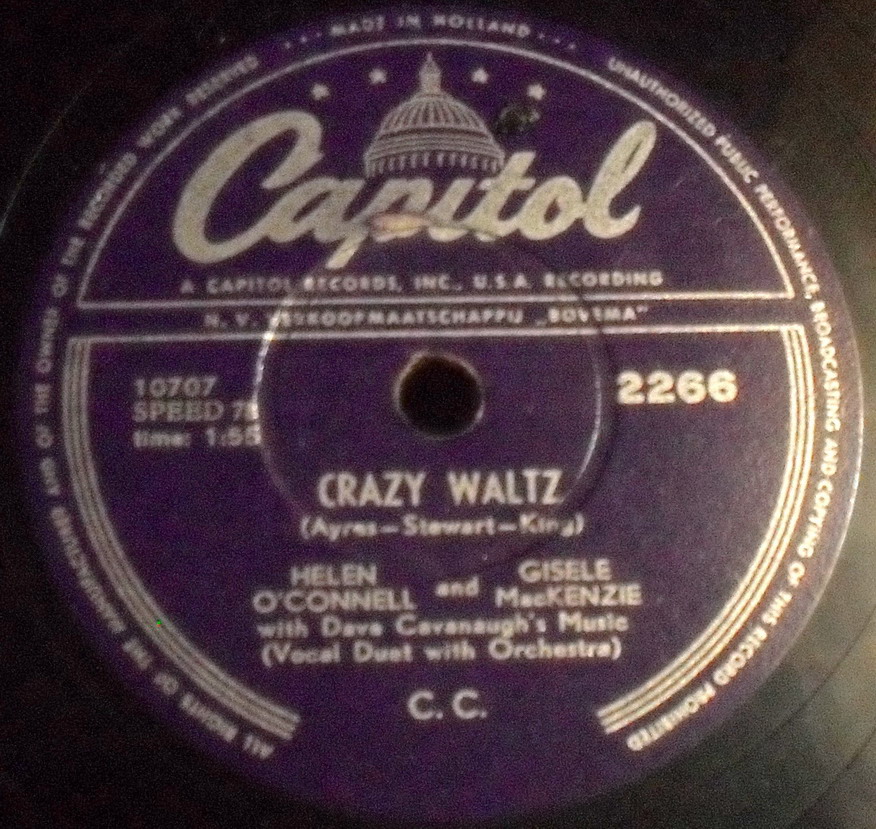 ... MADE IN HOLLAND ...
UNAUTHORIZED PUBLIC PERFORMANCE, BROADCASTING AND COPYING OF THIS RECORD PROHIBITED
ALL RIGHTS OF THE MANUFACTURER AND OF THE OWNER OF THE RECORDED WORK RESERVED
Capitol
A CAPITOL RECORDS, INC., U.S.A. RECORDING
N. V. VERKOOPMAATSCHAPPIJ „BOVEMA”
10707
SPEED 78
time: 1:55
2266
CRAZY WALTZ
(Ayres—Stewart—King)
HELEN O'CONNELL and GISELE MacKENZIE
with Dave Cavanaugh's Music
(Vocal Duet with Orchestra)
C. C.